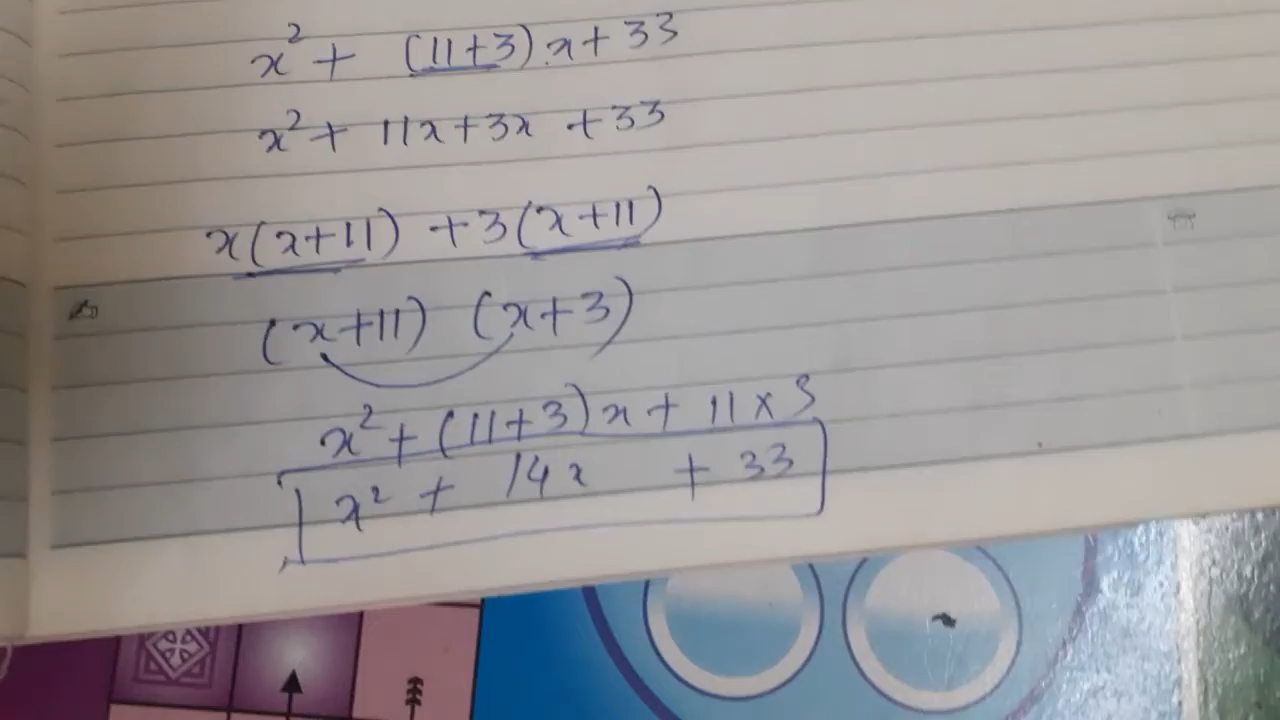 x² + (11+3)x + 33
x² + 11x + 3x + 33
x(x+11) + 3(x+11)
(x+11) (x+3)
x² + (11+3)x + 11 × 3
x² + 14x + 33